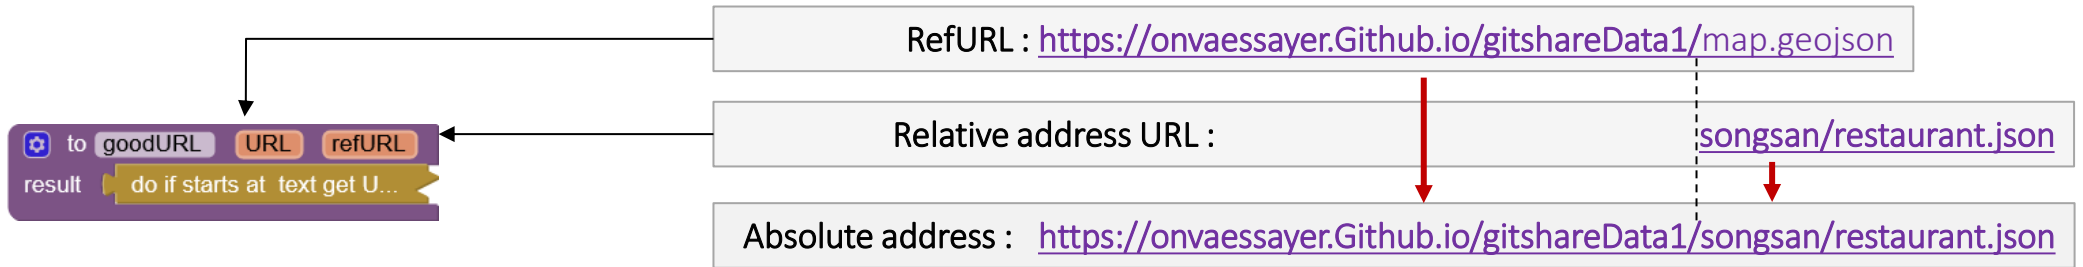 RefURL : https://onvaessayer.Github.io/gitshareData1/map.geojson
Relative address URL : songsan/restaurant.json
to goodURL URL refURL
result do if starts at text get U...
Absolute address : https://onvaessayer.Github.io/gitshareData1/songsan/restaurant.json